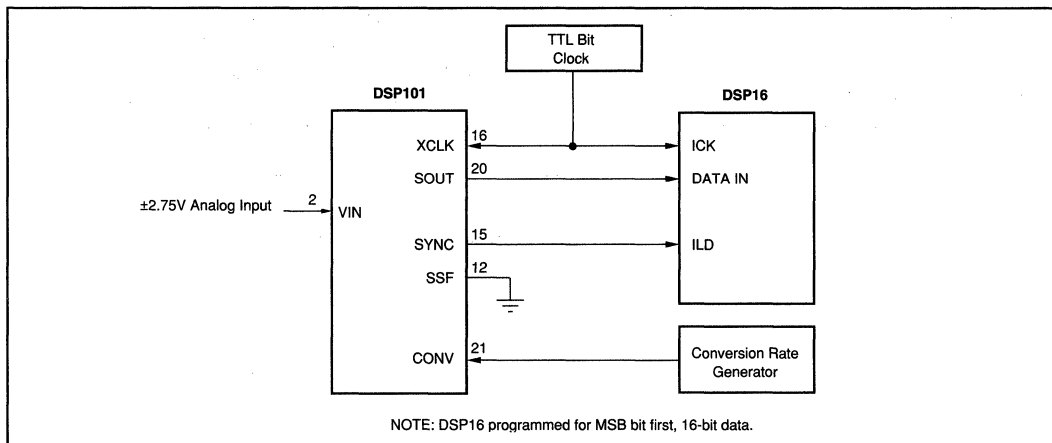 TTL Bit
Clock
DSP101
DSP16
XCLK
16
ICK
SOUT
20
DATA IN
±2.75V Analog Input
2
VIN
SYNC
15
ILD
SSF
12
CONV
21
Conversion Rate
Generator
NOTE: DSP16 programmed for MSB bit first, 16-bit data.